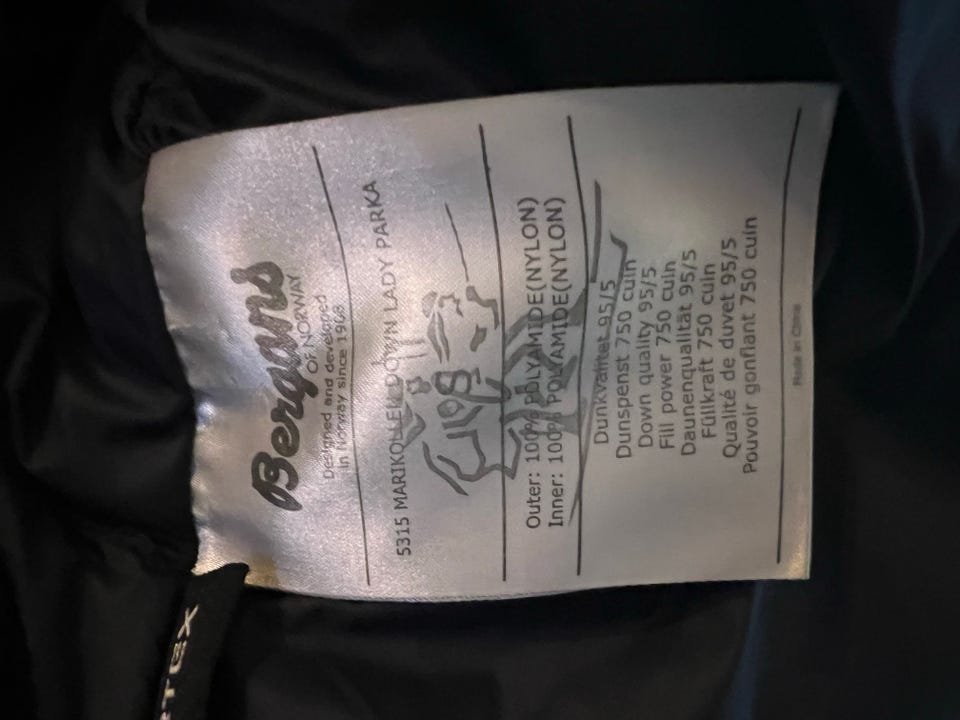 Bergans
OF NORWAY
Designed and developed
in Norway since 1908
5315 MARIKOLLEN DOWN LADY PARKA
Outer: 100% POLYAMIDE(NYLON)
Inner: 100% POLYAMIDE(NYLON)
Dunkvalitet 95/5
Dunspenst 750 cuin
Down quality 95/5
Fill power 750 cuin
Daunenqualität 95/5
Füllkraft 750 cuin
Qualité de duvet 95/5
Pouvoir gonflant 750 cuin
Made in China